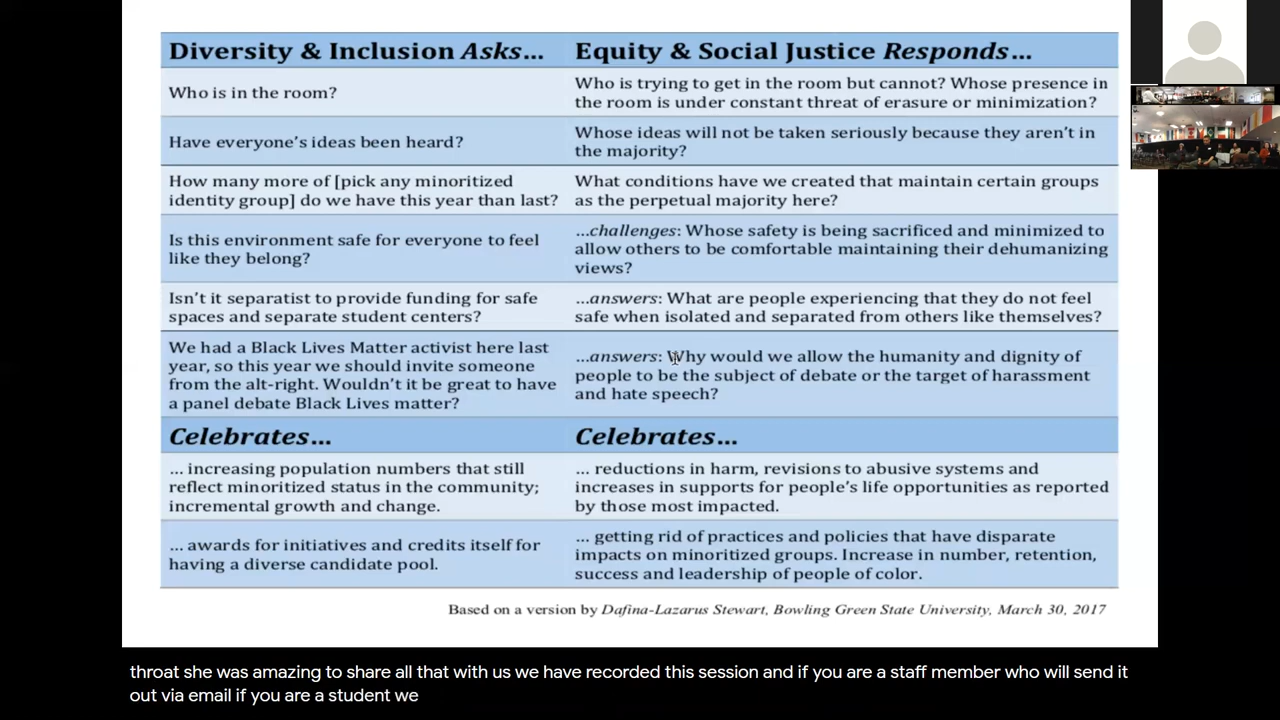 Diversity & Inclusion Asks...
Equity & Social Justice Responds...
Who is in the room?
Who is trying to get in the room but cannot? Whose presence in
the room is under constant threat of erasure or minimization?
Have everyone's ideas been heard?
Whose ideas will not be taken seriously because they aren't in
the majority?
How many more of [pick any minoritized
identity group] do we have this year than last?
What conditions have we created that maintain certain groups
as the perpetual majority here?
Is this environment safe for everyone to feel
like they belong?
...challenges: Whose safety is being sacrificed and minimized to
allow others to be comfortable maintaining their dehumanizing
views?
Isn't it separatist to provide funding for safe
spaces and separate student centers?
...answers: What are people experiencing that they do not feel
safe when isolated and separated from others like themselves?
We had a Black Lives Matter activist here last
year, so this year we should invite someone
from the alt-right. Wouldn't it be great to have
a panel debate Black Lives matter?
...answers: Why would we allow the humanity and dignity of
people to be the subject of debate or the target of harassment
and hate speech?
Celebrates...
Celebrates...
... increasing population numbers that still
reflect minoritized status in the community;
incremental growth and change.
... reductions in harm, revisions to abusive systems and
increases in supports for people's life opportunities as reported
by those most impacted.
... awards for initiatives and credits itself for
having a diverse candidate pool.
... getting rid of practices and policies that have disparate
impacts on minoritized groups. Increase in number, retention,
success and leadership of people of color.
Based on a version by Dafina-Lazarus Stewart, Bowling Green State University, March 30, 2017
throat she was amazing to share all that with us we have recorded this session and if you are a staff member who will send it
out via email if you are a student we